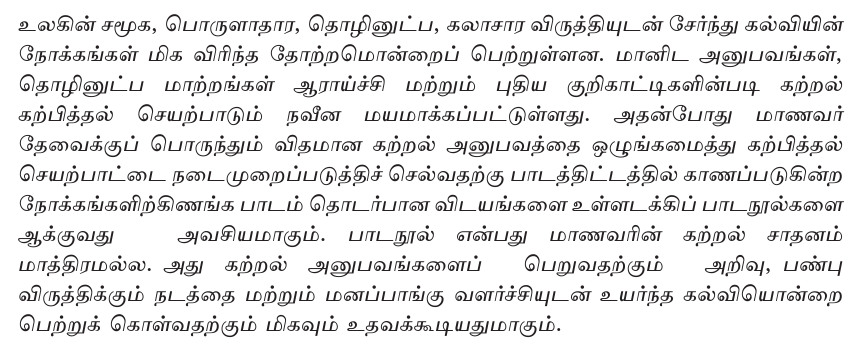 உலகின் சமூக, பொருளாதார, தொழினுட்ப, கலாசார விருத்தியுடன் சேர்ந்து கல்வியின்
நோக்கங்கள் மிக விரிந்த தோற்றமொன்றைப் பெற்றுள்ளன. மானிட அனுபவங்கள்,
தொழினுட்ப மாற்றங்கள் ஆராய்ச்சி மற்றும் புதிய குறிகாட்டிகளின்படி கற்றல்
கற்பித்தல் செயற்பாடும் நவீன மயமாக்கப்பட்டுள்ளது. அதன்போது மாணவர்
தேவைக்குப் பொருந்தும் விதமான கற்றல் அனுபவத்தை ஒழுங்கமைத்து கற்பித்தல்
செயற்பாட்டை நடைமுறைப்படுத்திச் செல்வதற்கு பாடத்திட்டத்தில் காணப்படுகின்ற
நோக்கங்களிற்கிணங்க பாடம் தொடர்பான விடயங்களை உள்ளடக்கிப் பாடநூல்களை
ஆக்குவது அவசியமாகும். பாடநூல் என்பது மாணவரின் கற்றல் சாதனம்
மாத்திரமல்ல. அது கற்றல் அனுபவங்களைப் பெறுவதற்கும் அறிவு, பண்பு
விருத்திக்கும் நடத்தை மற்றும் மனப்பாங்கு வளர்ச்சியுடன் உயர்ந்த கல்வியொன்றை
பெற்றுக் கொள்வதற்கும் மிகவும் உதவக்கூடியதுமாகும்.